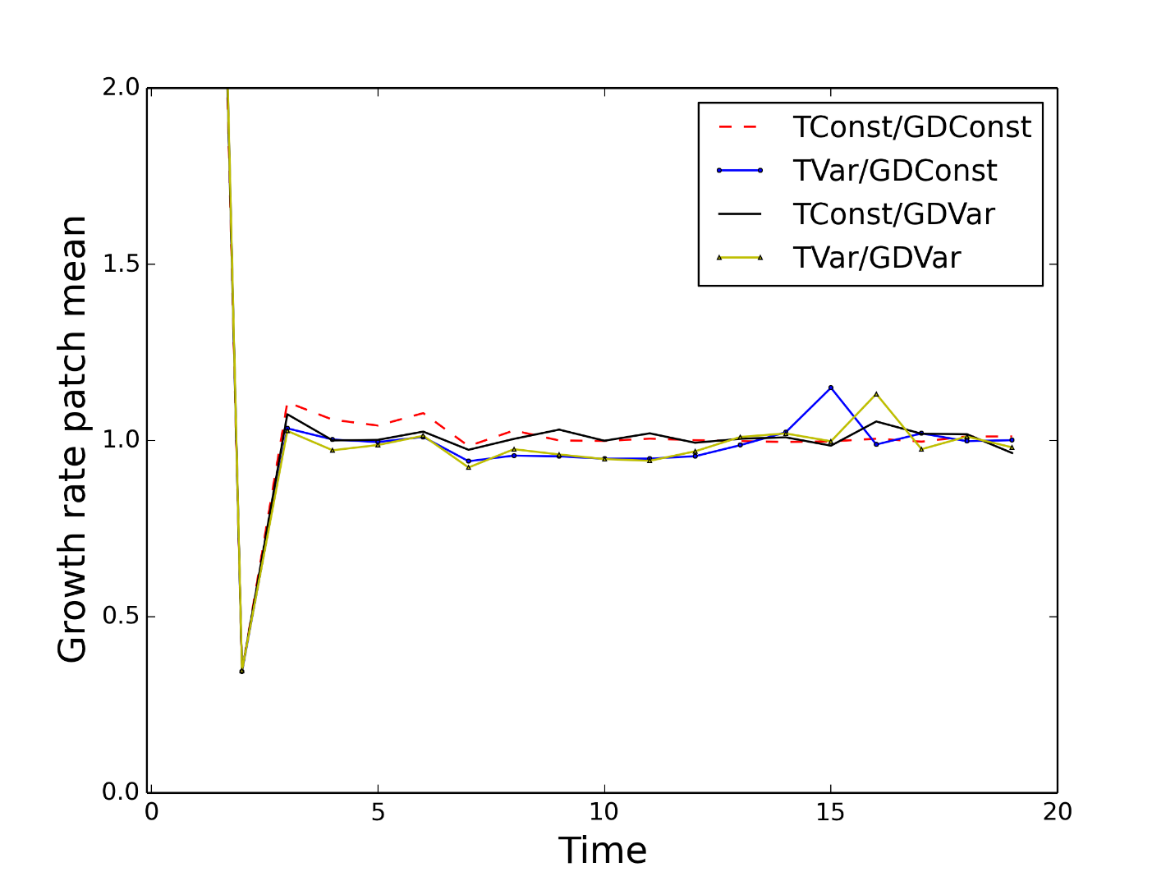 2.0
1.5
1.0
0.5
0.0
Growth rate patch mean
TConst/GDConst
TVar/GDConst
TConst/GDVar
TVar/GDVar
0 5 10 15 20
Time